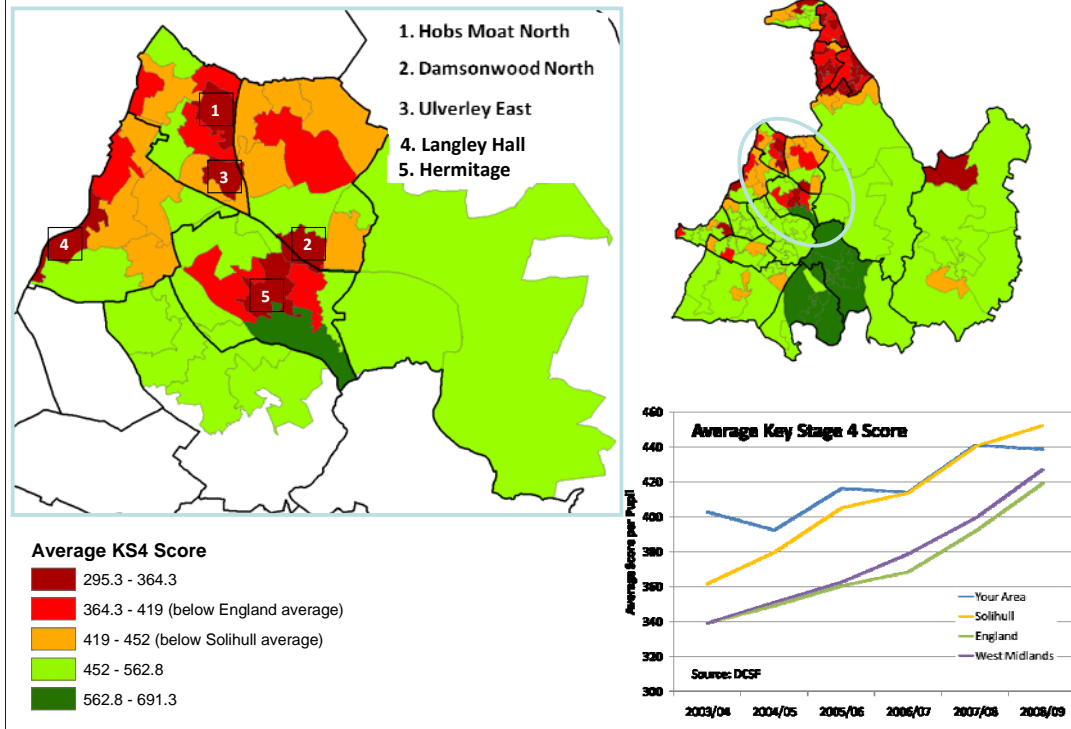 1. Hobs Moat North
2. Damsonwood North
3. Ulverley East
4. Langley Hall
5. Hermitage
1
3
2
4
5
Average KS4 Score
295.3 - 364.3
364.3 - 419 (below England average)
419 - 452 (below Solihull average)
452 - 562.8
562.8 - 691.3
Average Key Stage 4 Score
Average Score per Pupil
460
440
420
400
380
360
340
320
300
Your Area
Solihull
England
West Midlands
Source: DCSF
2003/04 2004/05 2005/06 2006/07 2007/08 2008/09